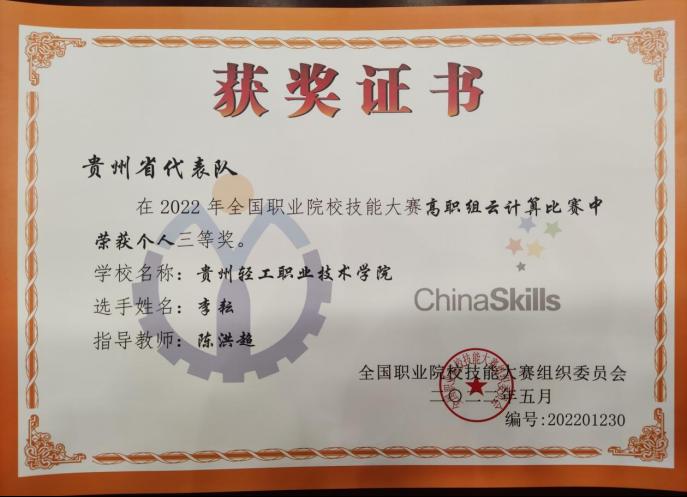 获奖证书
贵州省代表队
在2022年全国职业院校技能大赛高职组云计算比赛中
荣获个人三等奖。
学校名称：贵州轻工职业技术学院
选手姓名：李耘
指导教师：陈洪超
ChinaSkills
全国职业院校技能大赛组织委员会
二〇二二年五月
编号:202201230